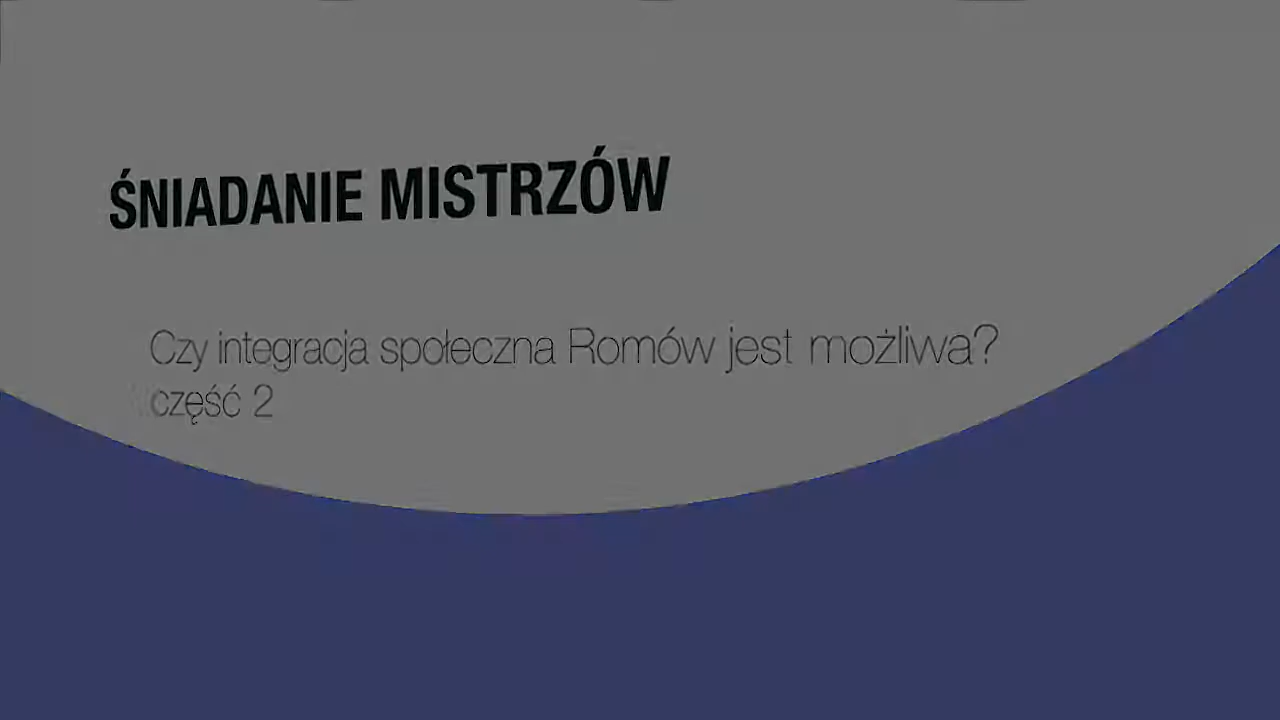 ŚNIADANIE MISTRZÓW
Czy integracja społeczna Romów jest możliwa?
część 2